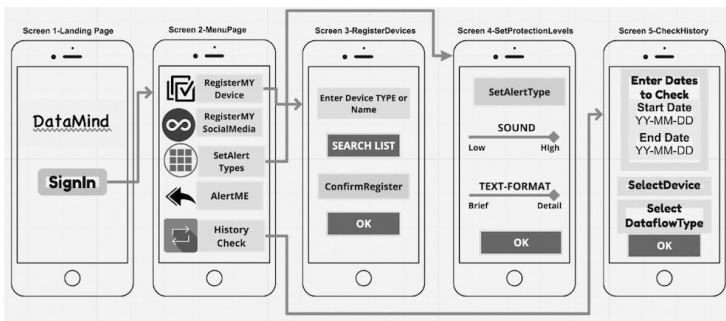 Screen 1-Landing Page
DataMind
SignIn
Screen 2-MenuPage
RegisterMY
Device
RegisterMY
SocialMedia
SetAlert
Types
AlertME
History
Check
Screen 3-RegisterDevices
Enter Device TYPE or
Name
SEARCH LIST
ConfirmRegister
OK
Screen 4-SetProtectionLevels
SetAlertType
SOUND
Low HIgh
TEXT-FORMAT
Brief Detail
OK
Screen 5-CheckHistory
Enter Dates
to Check
Start Date
YY-MM-DD
End Date
YY-MM-DD
SelectDevice
Select
DataflowType
OK